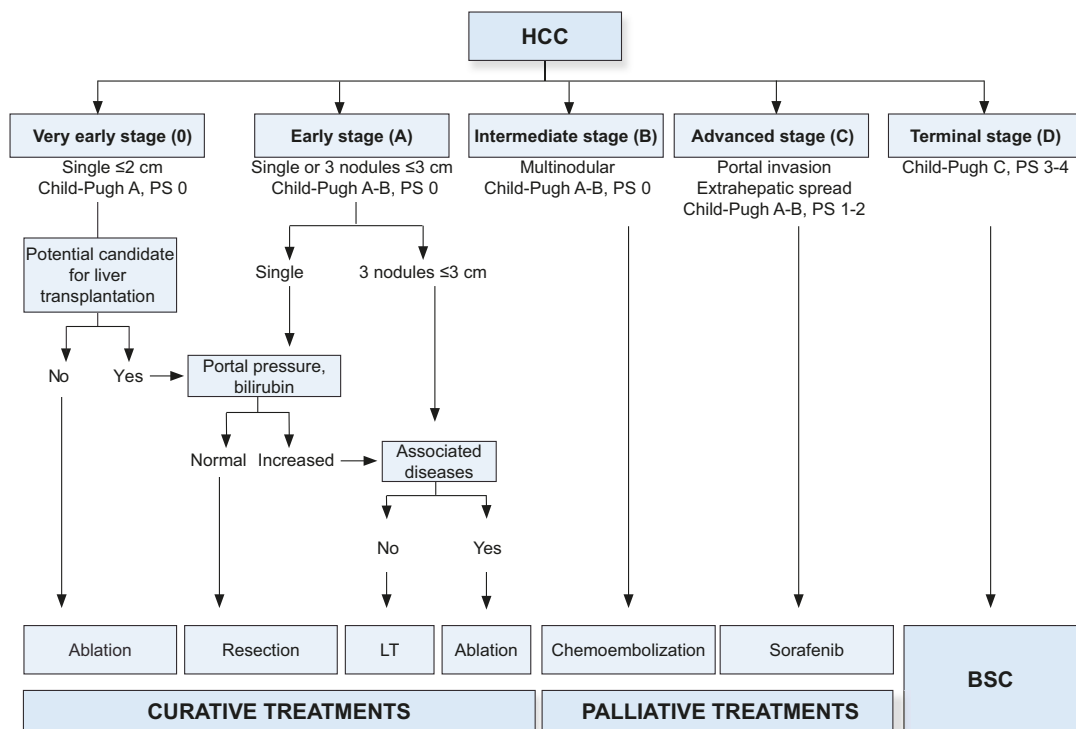 HCC
Very early stage (0)
Single ≤2 cm
Child-Pugh A, PS 0
Early stage (A)
Single or 3 nodules ≤3 cm
Child-Pugh A-B, PS 0
Intermediate stage (B)
Multinodular
Child-Pugh A-B, PS 0
Advanced stage (C)
Portal invasion
Extrahepatic spread
Child-Pugh A-B, PS 1-2
Terminal stage (D)
Child-Pugh C, PS 3-4
Potential candidate
for liver
transplantation
Single
3 nodules ≤3 cm
No
Yes
Portal pressure,
bilirubin
Normal
Increased
Associated
diseases
No
Yes
Ablation
Resection
LT
Ablation
Chemoembolization
Sorafenib
BSC
CURATIVE TREATMENTS
PALLIATIVE TREATMENTS